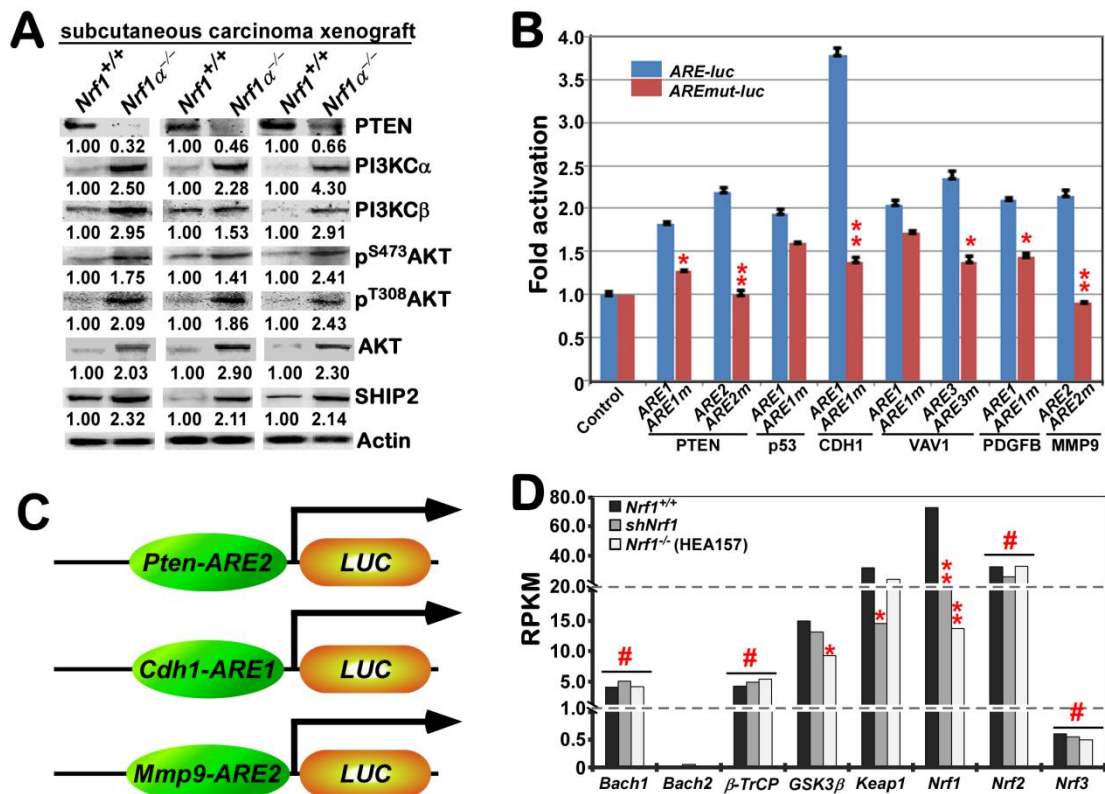 A
subcutaneous carcinoma xenograft
Nrf1+/+ Nrf1α-/- Nrf1+/+ Nrf1α-/- Nrf1+/+ Nrf1α-/-
PTEN
1.00 0.32 1.00 0.46 1.00 0.66
PI3KCα
1.00 2.50 1.00 2.28 1.00 4.30
PI3KCβ
1.00 2.95 1.00 1.53 1.00 2.91
pS473AKT
1.00 1.75 1.00 1.41 1.00 2.41
pT308AKT
1.00 2.09 1.00 1.86 1.00 2.43
AKT
1.00 2.03 1.00 2.90 1.00 2.30
SHIP2
1.00 2.32 1.00 2.11 1.00 2.14
Actin
B
Fold activation
4.0
3.5
3.0
2.5
2.0
1.5
1.0
0.5
0
ARE-luc
AREmut-luc
* ** ** * * **
Control ARE1 ARE1m ARE2 ARE2m ARE1 ARE1m ARE1 ARE1m ARE1 ARE1m ARE3 ARE3m ARE1 ARE1m ARE2 ARE2m
PTEN p53 CDH1 VAV1 PDGFB MMP9
C
Pten-ARE2 LUC
Cdh1-ARE1 LUC
Mmp9-ARE2 LUC
D
RPKM
80.0
60.0
40.0
20.0
15.0
10.0
5.0
1.0
0.5
0
Nrf1+/+
shNrf1
Nrf1-/- (HEA157)
# # * * ** ** # #
Bach1 Bach2 β-TrCP GSK3β Keap1 Nrf1 Nrf2 Nrf3